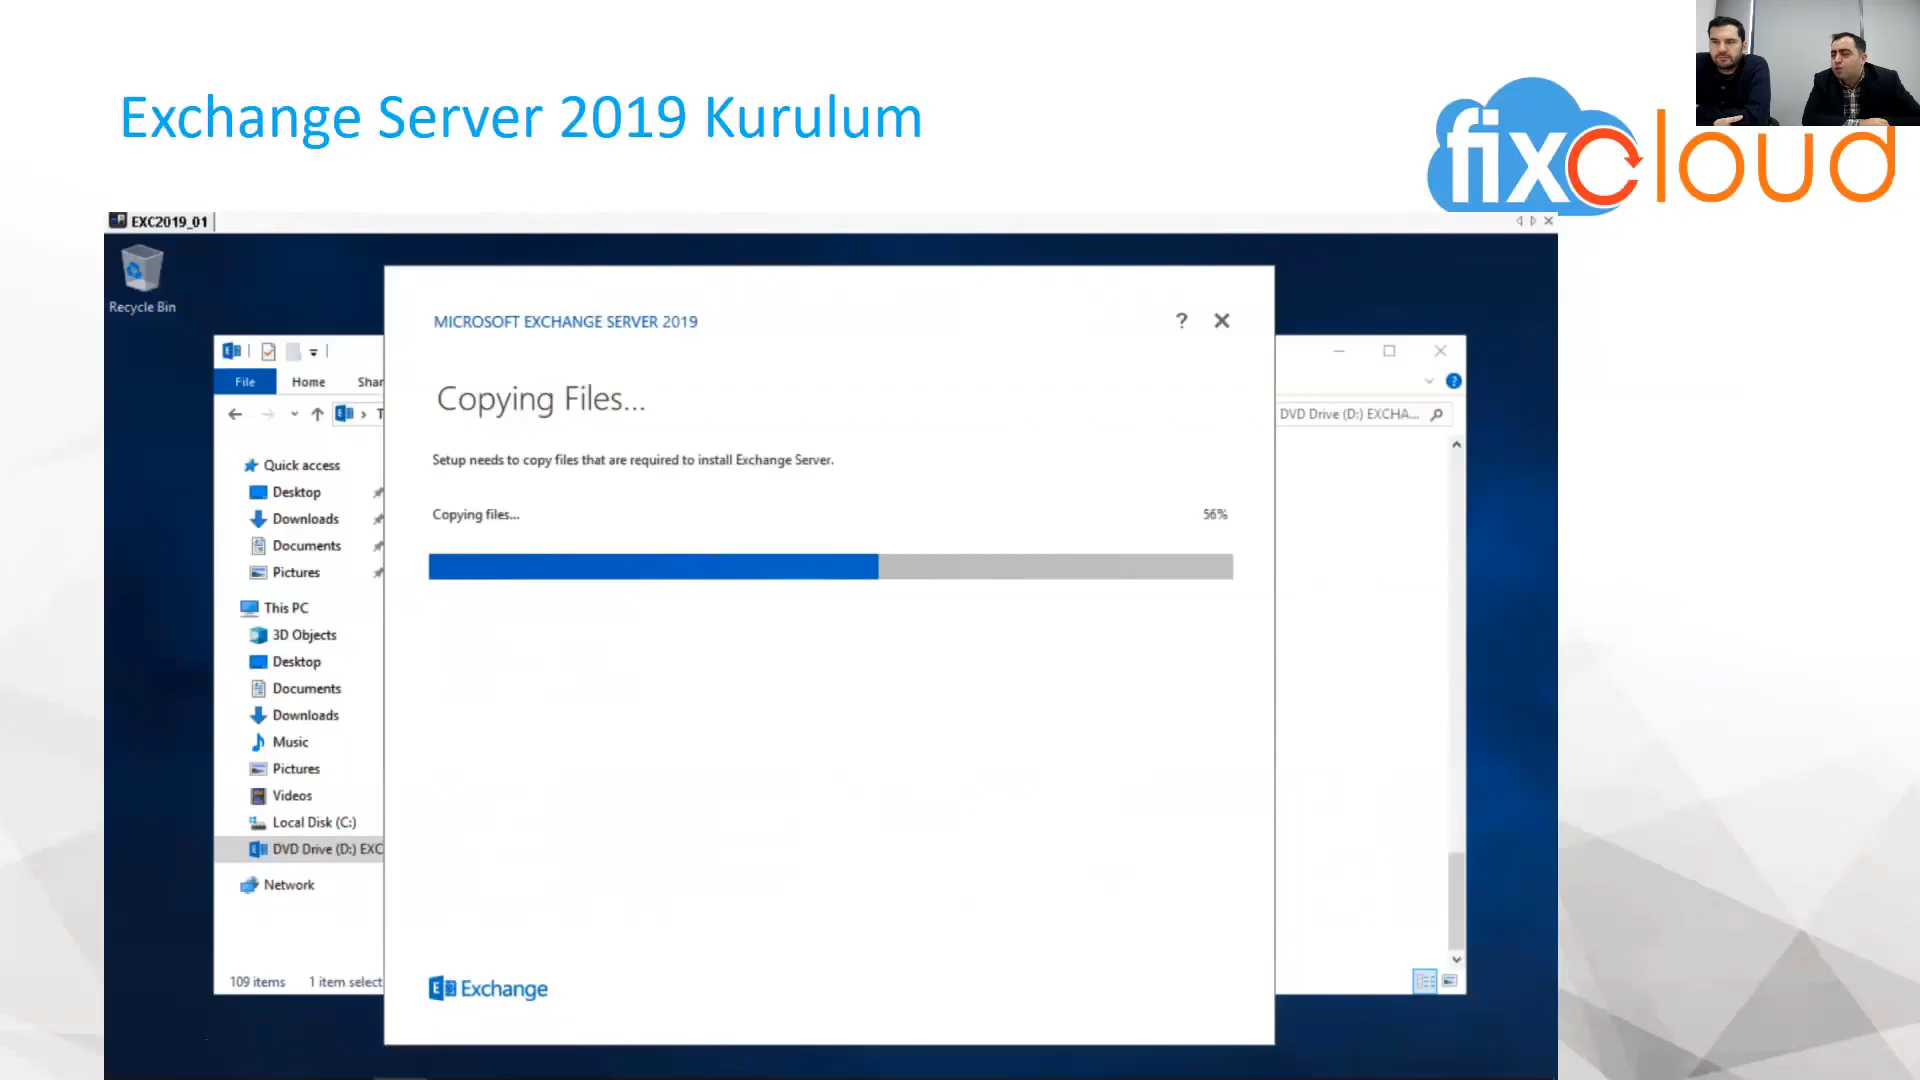 Exchange Server 2019 Kurulum
fixcloud
EXC2019_01
Recycle Bin
MICROSOFT EXCHANGE SERVER 2019
?
File Home Shar
DVD Drive (D:) EXCHA...
Copying Files...
Setup needs to copy files that are required to install Exchange Server.
Copying files...
56%
Quick access
Desktop
Downloads
Documents
Pictures
This PC
3D Objects
Desktop
Documents
Downloads
Music
Pictures
Videos
Local Disk (C:)
DVD Drive (D:) EXC
Network
109 items 1 item select
Exchange